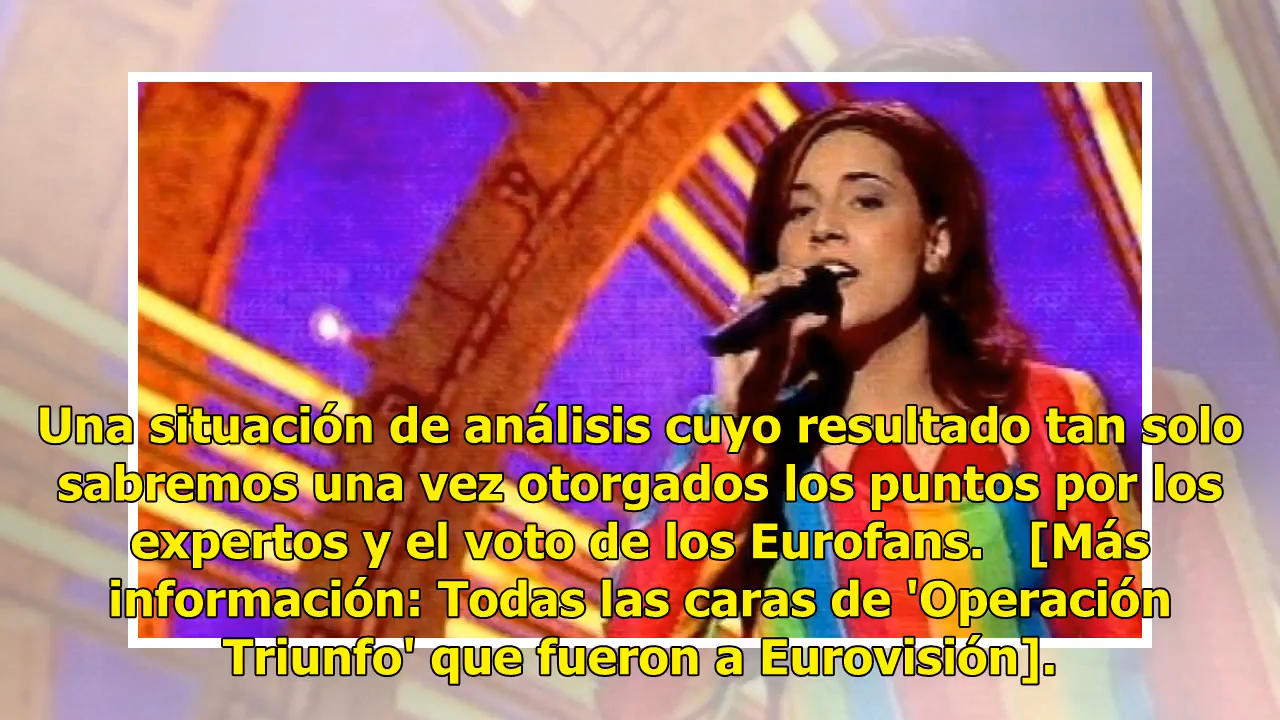 Una situación de análisis cuyo resultado tan solo
sabremos una vez otorgados los puntos por los
expertos y el voto de los Eurofans.   [Más
información: Todas las caras de 'Operación
Triunfo' que fueron a Eurovisión].